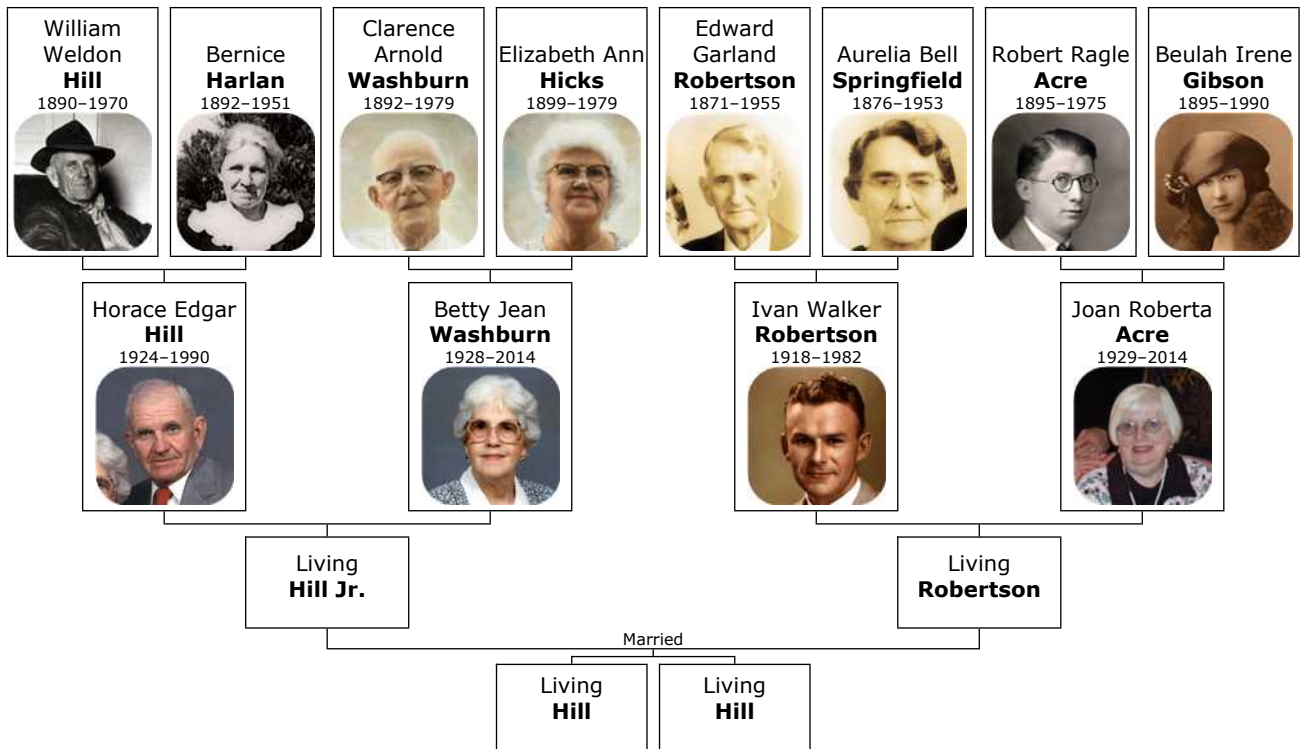 William
Weldon
Hill
1890–1970
Bernice
Harlan
1892–1951
Clarence
Arnold
Washburn
1892–1979
Elizabeth Ann
Hicks
1899–1979
Edward
Garland
Robertson
1871–1955
Aurelia Bell
Springfield
1876–1953
Robert Ragle
Acre
1895–1975
Beulah Irene
Gibson
1895–1990
Horace Edgar
Hill
1924–1990
Betty Jean
Washburn
1928–2014
Ivan Walker
Robertson
1918–1982
Joan Roberta
Acre
1929–2014
Living
Hill Jr.
Living
Robertson
Married
Living
Hill
Living
Hill